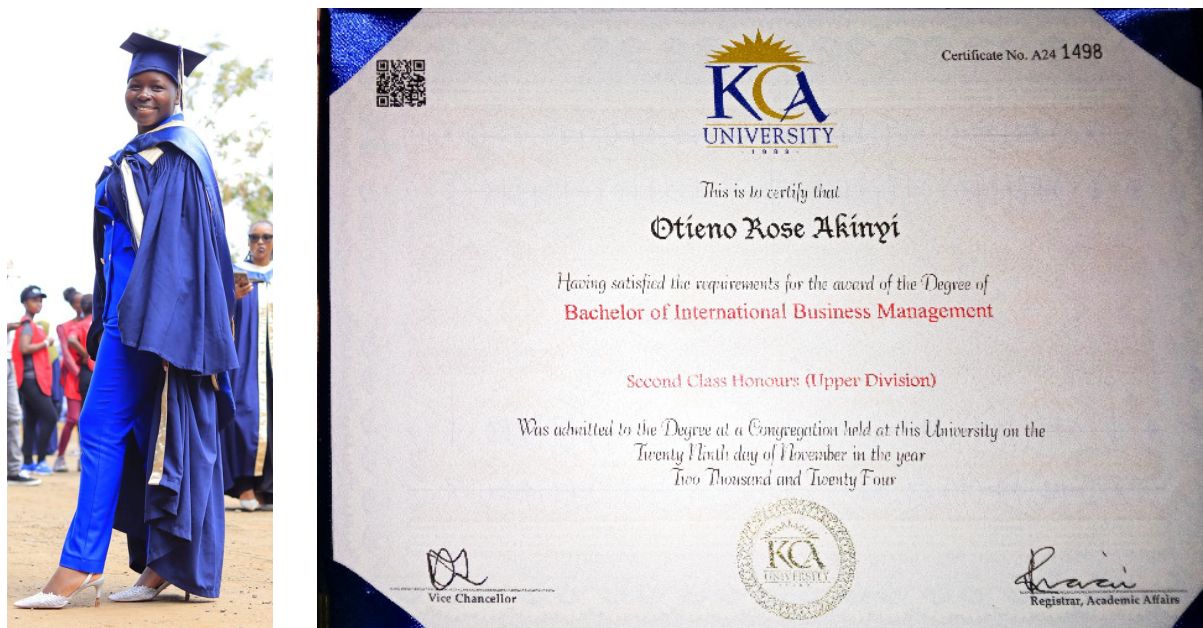 Certificate No. A24 1498
KCA
UNIVERSITY
1989
This is to certify that
Otieno Rose Akinyi
Having satisfied the requirements for the award of the Degree of
Bachelor of International Business Management
Second Class Honours (Upper Division)
Was admitted to the Degree at a Congregation held at this University on the
Twenty Ninth day of November in the year
Two Thousand and Twenty Four
KCA
UNIVERSITY
Vice Chancellor
Registrar, Academic Affairs